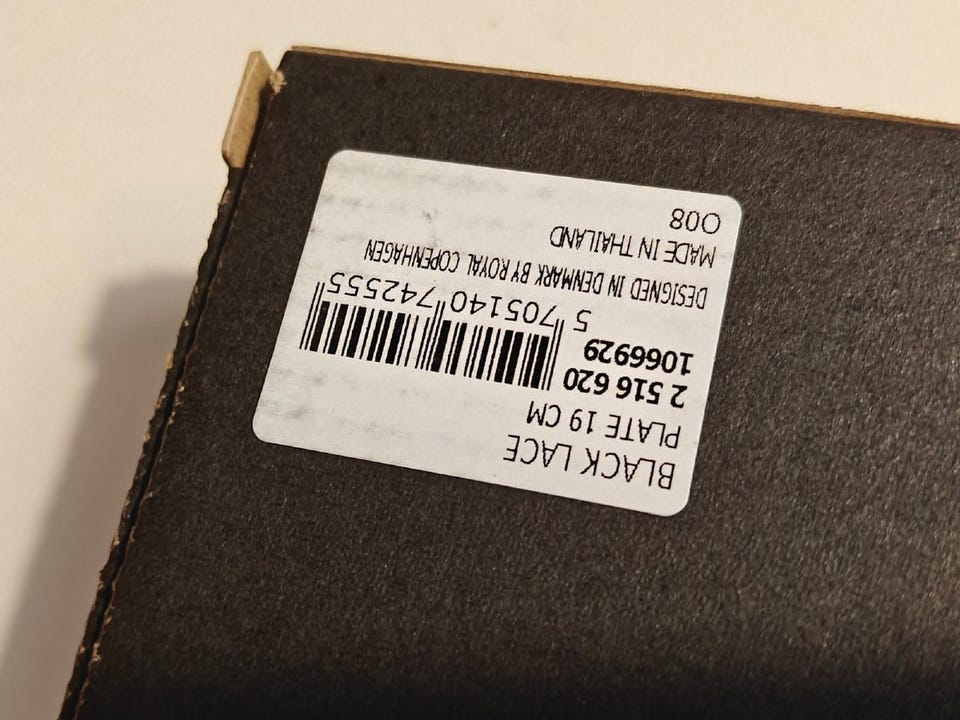 BLACK LACE
PLATE 19 CM
2 516 620
1066929
5 705140 742555
DESIGNED IN DENMARK BY ROYAL COPENHAGEN
MADE IN THAILAND
O08